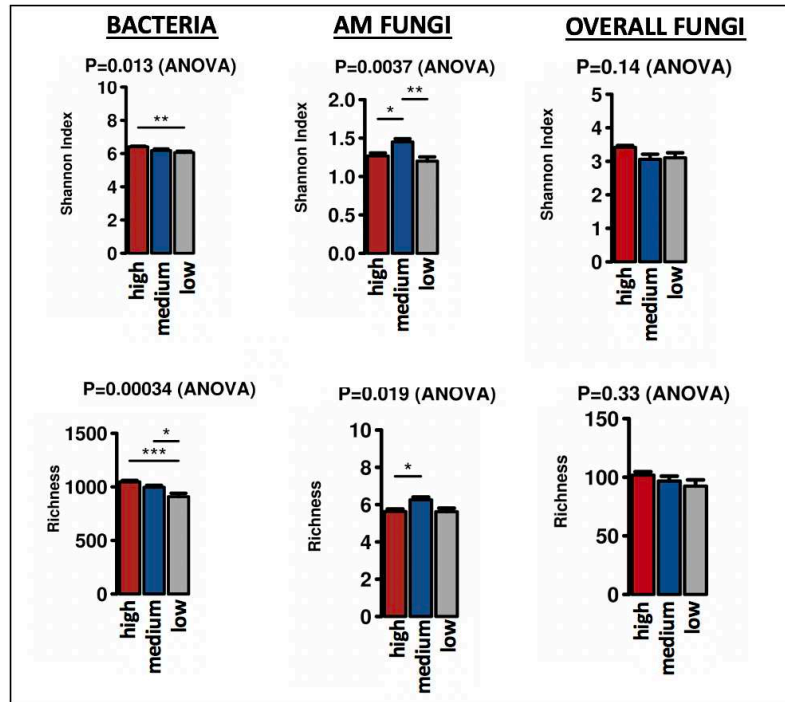 BACTERIA
AM FUNGI
OVERALL FUNGI
P=0.013 (ANOVA)
P=0.0037 (ANOVA)
P=0.14 (ANOVA)
Shannon Index
10
8
6
4
2
0
**
high
medium
low
Shannon Index
2.0
1.5
1.0
0.5
0.0
*
**
high
medium
low
Shannon Index
5
4
3
2
1
0
high
medium
low
P=0.00034 (ANOVA)
P=0.019 (ANOVA)
P=0.33 (ANOVA)
Richness
1500
1000
500
0
*
***
high
medium
low
Richness
10
8
6
4
2
0
*
high
medium
low
Richness
150
100
50
0
high
medium
low